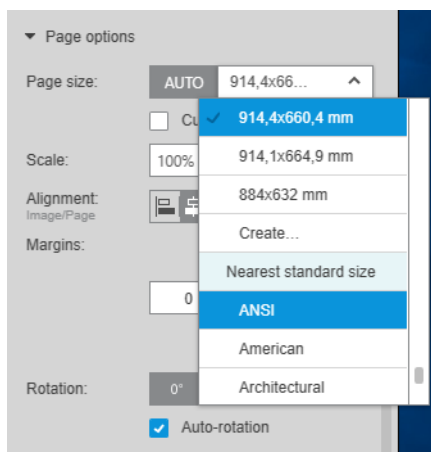 Page options
Page size: AUTO 914,4x66...
Cu
914,4x660,4 mm
Scale: 100% 914,1x664,9 mm
884x632 mm
Alignment:
Image/Page
Create...
Margins:
Nearest standard size
0 ANSI
American
Rotation: 0° Architectural
Auto-rotation